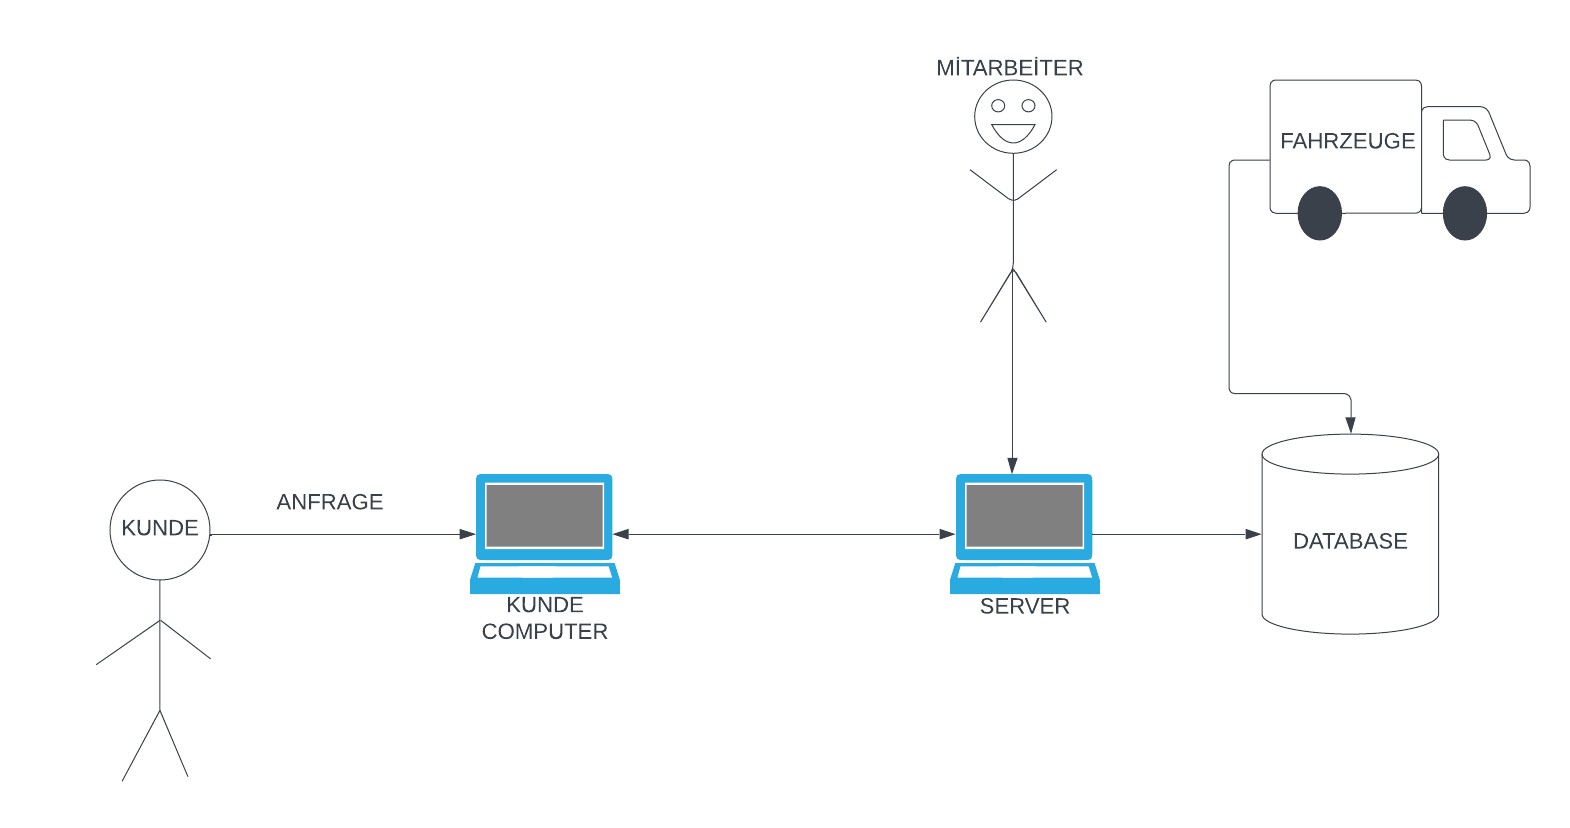 MİTARBEİTER
FAHRZEUGE
KUNDE
ANFRAGE
KUNDE
COMPUTER
SERVER
DATABASE